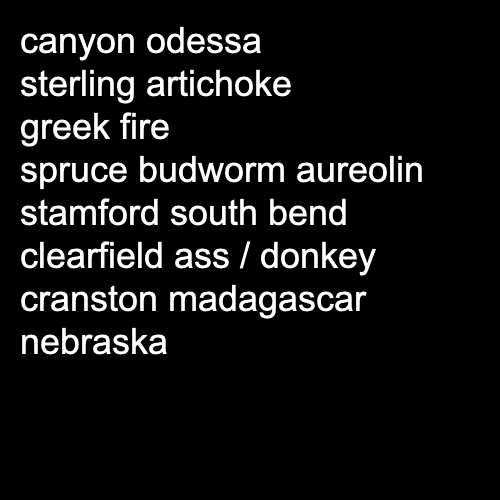 canyon odessa
sterling artichoke
greek fire
spruce budworm aureolin
stamford south bend
clearfield ass / donkey
cranston madagascar
nebraska